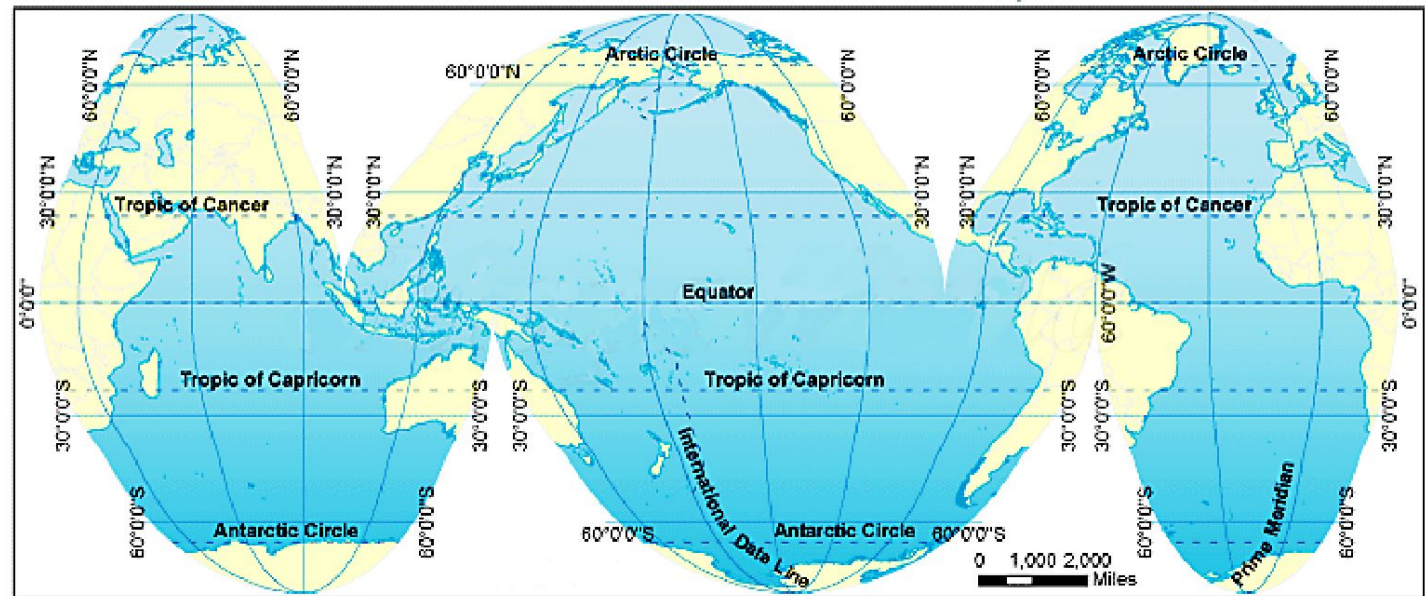 Arctic Circle
Arctic Circle
60°0'0"N
60°0'0"N
60°0'0"N
60°0'0"N
60°0'0"N
60°0'0"N
30°0'0"N
Tropic of Cancer
30°0'0"N
30°0'0"N
30°0'0"N
30°0'0"N
Tropic of Cancer
30°0'0"N
0°0'0"
Equator
60°0'0"W
0°0'0"
Tropic of Capricorn
Tropic of Capricorn
30°0'0"S
30°0'0"S
30°0'0"S
30°0'0"S
30°0'0"S
30°0'0"S
International Date Line
Prime Meridian
60°0'0"S
Antarctic Circle
60°0'0"S
60°0'0"S
Antarctic Circle
60°0'0"S
60°0'0"S
60°0'0"S
0 1,000 2,000
Miles